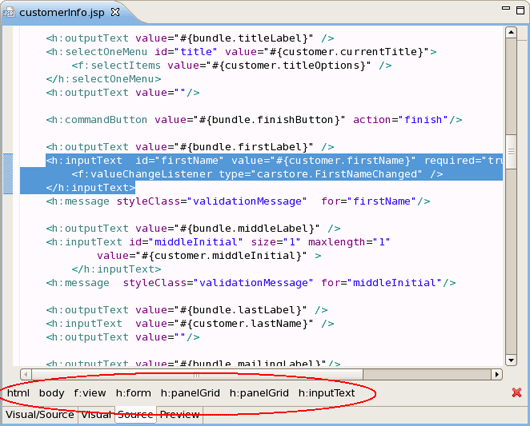 customerInfo.jsp
<h:outputText value="#{bundle.titleLabel}" />
<h:selectOneMenu id="title" value="#{customer.currentTitle}">
<f:selectItems value="#{customer.titleOptions}" />
</h:selectOneMenu>
<h:outputText value=""/>
<h:commandButton value="#{bundle.finishButton}" action="finish"/>
<h:outputText value="#{bundle.firstLabel}" />
<h:inputText  id="firstName" value="#{customer.firstName}" required="tru
<f:valueChangeListener type="carstore.FirstNameChanged" />
</h:inputText>
<h:message styleClass="validationMessage"  for="firstName"/>
<h:outputText value="#{bundle.middleLabel}" />
<h:inputText id="middleInitial" size="1" maxlength="1"
value="#{customer.middleInitial}" >
</h:inputText>
<h:message  styleClass="validationMessage" for="middleInitial"/>
<h:outputText value="#{bundle.lastLabel}" />
<h:inputText  value="#{customer.lastName}" />
<h:outputText value=""/>
<h:outputText value="#{bundle.mailingLabel}"/>
html body f:view h:form h:panelGrid h:panelGrid h:inputText
Visual/Source Visual Source Preview